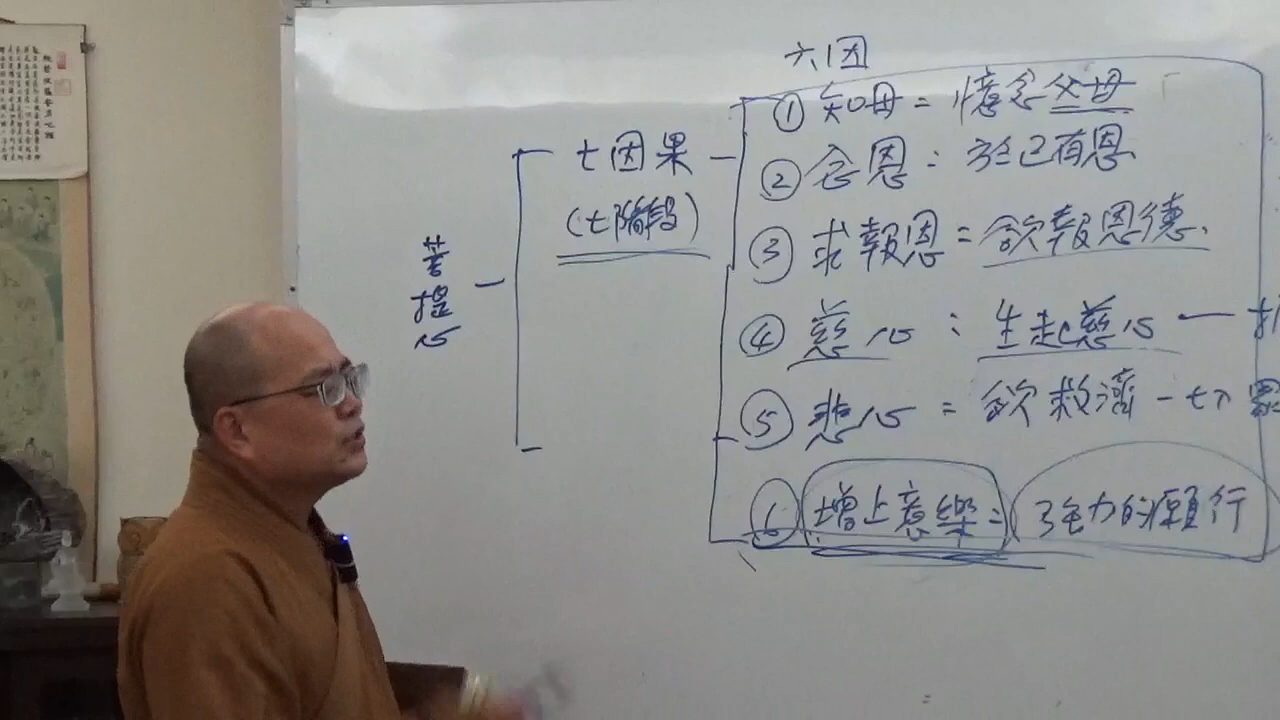 六因
菩提心
七因果
(七階段)
① 知母 = 憶念父母
② 念恩 : 於己有恩
③ 求報恩 = 欲報恩德.
④ 慈心 : 生起慈心 一
⑤ 悲心 = 欲救濟一切眾
⑥ 增上意樂 = 強力的願行